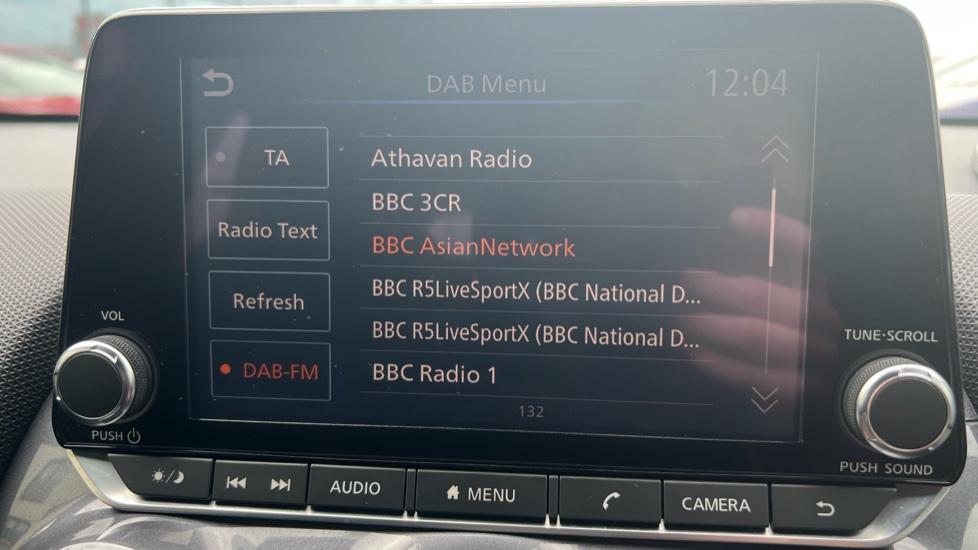 DAB Menu
12:04
TA
Athavan Radio
BBC 3CR
Radio Text
BBC AsianNetwork
Refresh
BBC R5LiveSportX (BBC National D...
BBC R5LiveSportX (BBC National D...
DAB-FM
BBC Radio 1
132
VOL
PUSH
TUNE·SCROLL
PUSH SOUND
AUDIO
MENU
CAMERA